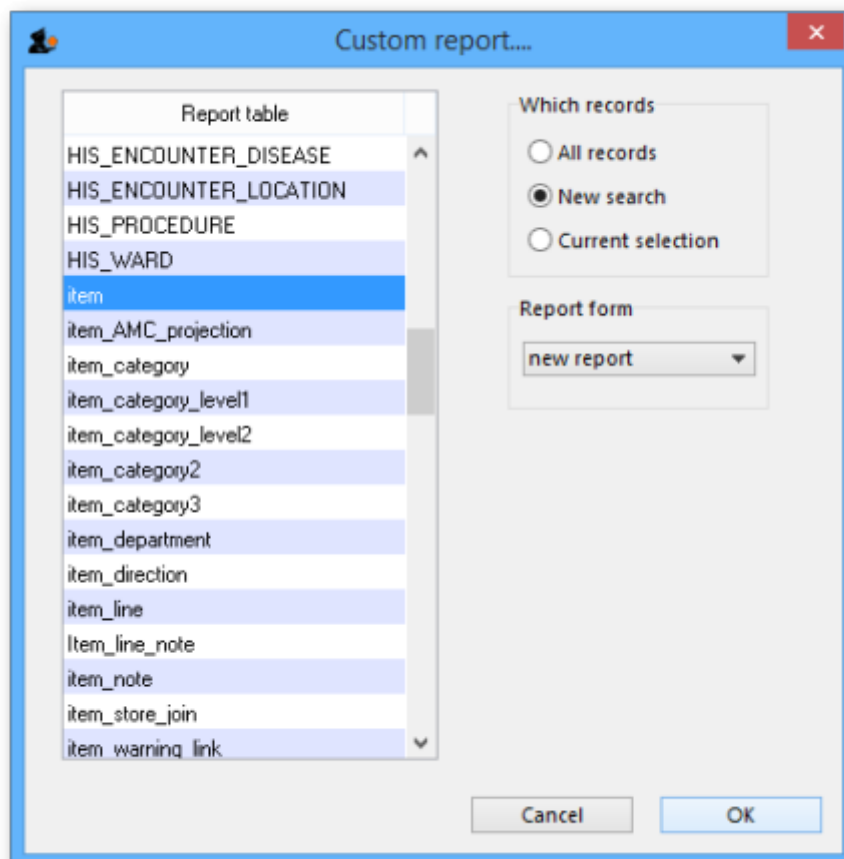 Custom report....
Report table
HIS_ENCOUNTER_DISEASE
HIS_ENCOUNTER_LOCATION
HIS_PROCEDURE
HIS_WARD
item
item_AMC_projection
item_category
item_category_level1
item_category_level2
item_category2
item_category3
item_department
item_direction
item_line
Item_line_note
item_note
item_store_join
item_warning_link
Which records
All records
New search
Current selection
Report form
new report
Cancel
OK